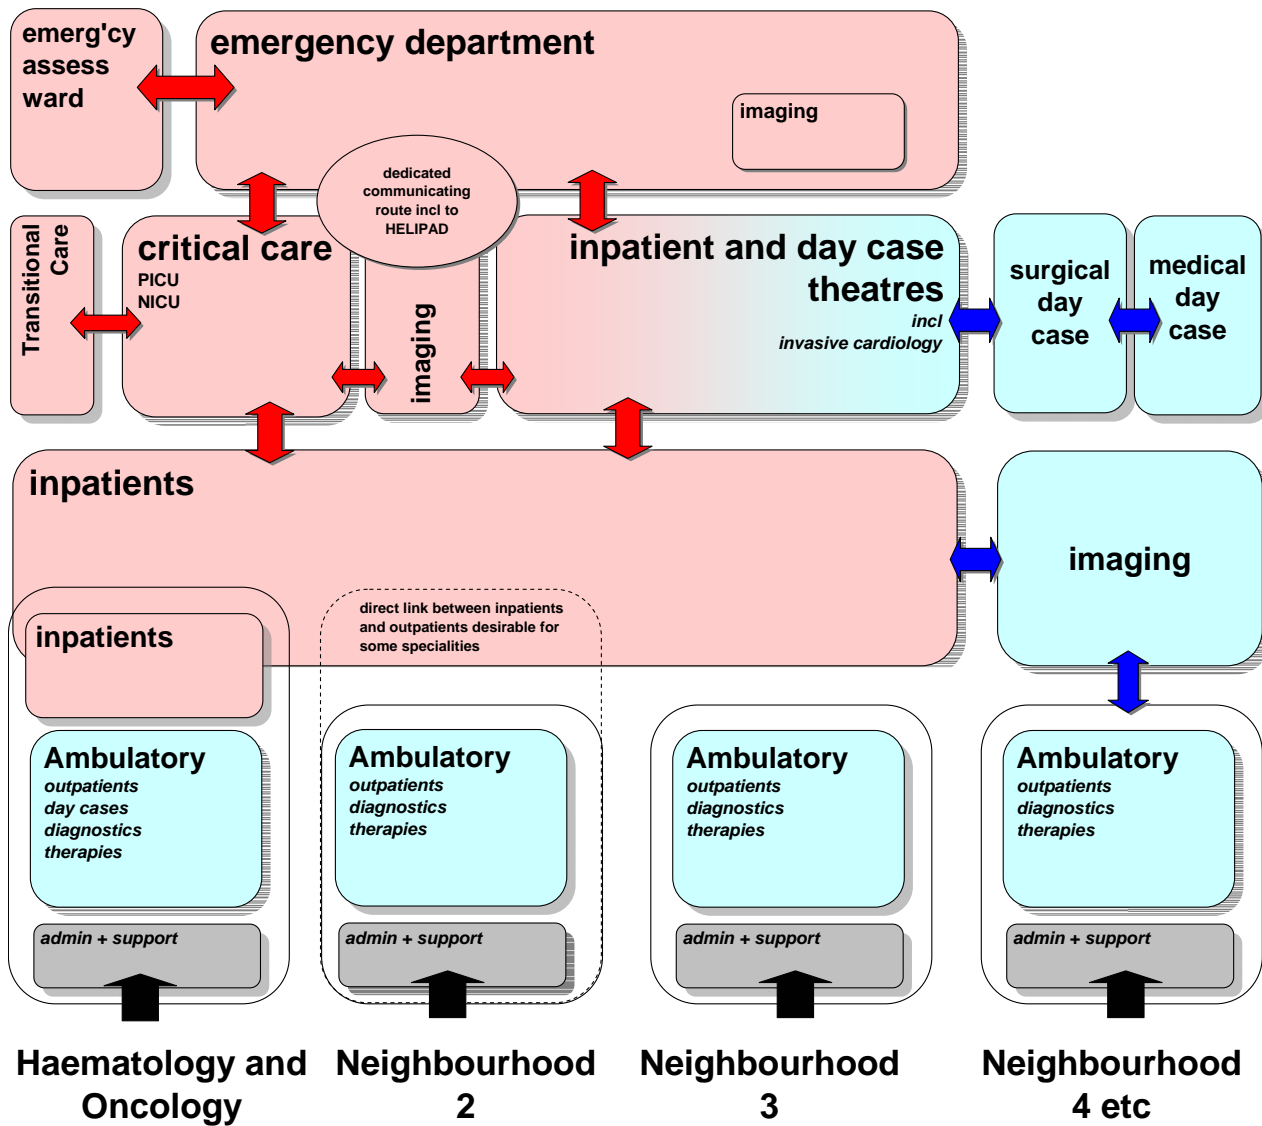 emerg'cy
assess
ward
emergency department
imaging
dedicated
communicating
route incl to
HELIPAD
Transitional
Care
critical care
PICU
NICU
imaging
inpatient and day case
theatres
incl
invasive cardiology
surgical
day
case
medical
day
case
inpatients
imaging
inpatients
direct link between inpatients
and outpatients desirable for
some specialities
Ambulatory
outpatients
day cases
diagnostics
therapies
Ambulatory
outpatients
diagnostics
therapies
Ambulatory
outpatients
diagnostics
therapies
Ambulatory
outpatients
diagnostics
therapies
admin + support
admin + support
admin + support
admin + support
Haematology and
Oncology
Neighbourhood
2
Neighbourhood
3
Neighbourhood
4 etc